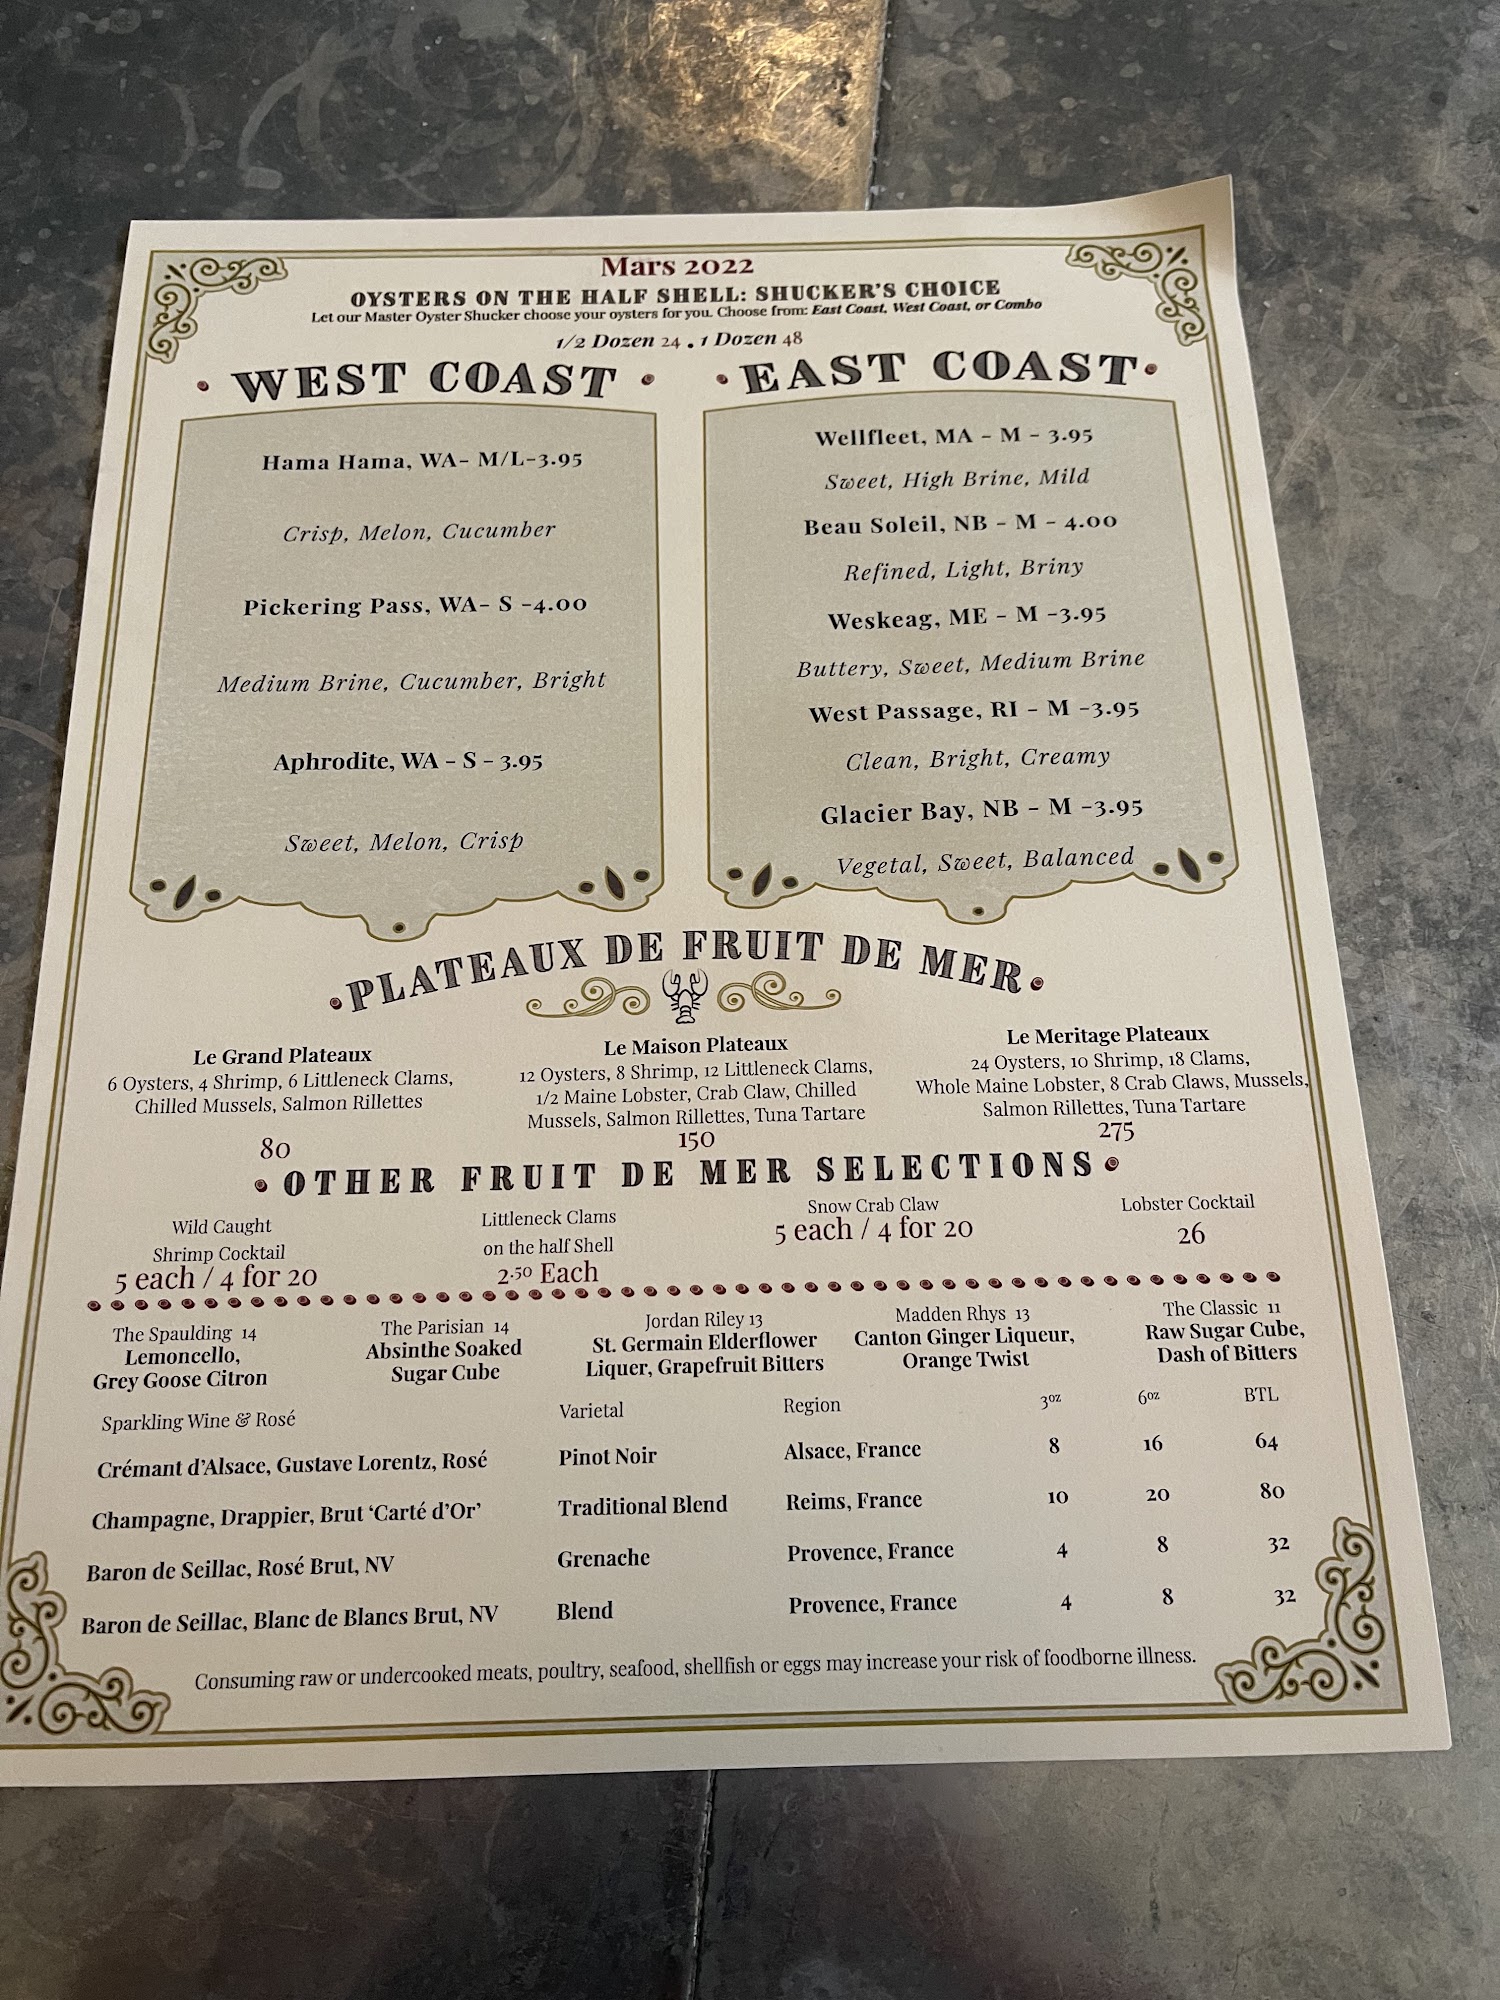 Mars 2022
OYSTERS ON THE HALF SHELL: SHUCKER'S CHOICE
Let our Master Oyster Shucker choose your oysters for you. Choose from: East Coast, West Coast, or Combo
1/2 Dozen 24 . 1 Dozen 48
WEST COAST
Hama Hama, WA- M/L-3.95
Crisp, Melon, Cucumber
Pickering Pass, WA- S -4.00
Medium Brine, Cucumber, Bright
Aphrodite, WA - S - 3.95
Sweet, Melon, Crisp
EAST COAST
Wellfleet, MA - M - 3.95
Sweet, High Brine, Mild
Beau Soleil, NB - M - 4.00
Refined, Light, Briny
Weskeag, ME - M -3.95
Buttery, Sweet, Medium Brine
West Passage, RI - M -3.95
Clean, Bright, Creamy
Glacier Bay, NB - M -3.95
Vegetal, Sweet, Balanced
PLATEAUX DE FRUIT DE MER
Le Grand Plateaux
6 Oysters, 4 Shrimp, 6 Littleneck Clams,
Chilled Mussels, Salmon Rillettes
80
Le Maison Plateaux
12 Oysters, 8 Shrimp, 12 Littleneck Clams,
1/2 Maine Lobster, Crab Claw, Chilled
Mussels, Salmon Rillettes, Tuna Tartare
150
Le Meritage Plateaux
24 Oysters, 10 Shrimp, 18 Clams,
Whole Maine Lobster, 8 Crab Claws, Mussels,
Salmon Rillettes, Tuna Tartare
275
OTHER FRUIT DE MER SELECTIONS
Wild Caught
Shrimp Cocktail
5 each / 4 for 20
Littleneck Clams
on the half Shell
2.50 Each
Snow Crab Claw
5 each / 4 for 20
Lobster Cocktail
26
The Spaulding 14
Lemoncello,
Grey Goose Citron
The Parisian 14
Absinthe Soaked
Sugar Cube
Jordan Riley 13
St. Germain Elderflower
Liquer, Grapefruit Bitters
Madden Rhys 13
Canton Ginger Liqueur,
Orange Twist
The Classic 11
Raw Sugar Cube,
Dash of Bitters
Sparkling Wine & Rosé Varietal Region 3oz 6oz BTL
Crémant d'Alsace, Gustave Lorentz, Rosé Pinot Noir Alsace, France 8 16 64
Champagne, Drappier, Brut 'Carté d'Or' Traditional Blend Reims, France 10 20 80
Baron de Seillac, Rosé Brut, NV Grenache Provence, France 4 8 32
Baron de Seillac, Blanc de Blancs Brut, NV Blend Provence, France 4 8 32
Consuming raw or undercooked meats, poultry, seafood, shellfish or eggs may increase your risk of foodborne illness.